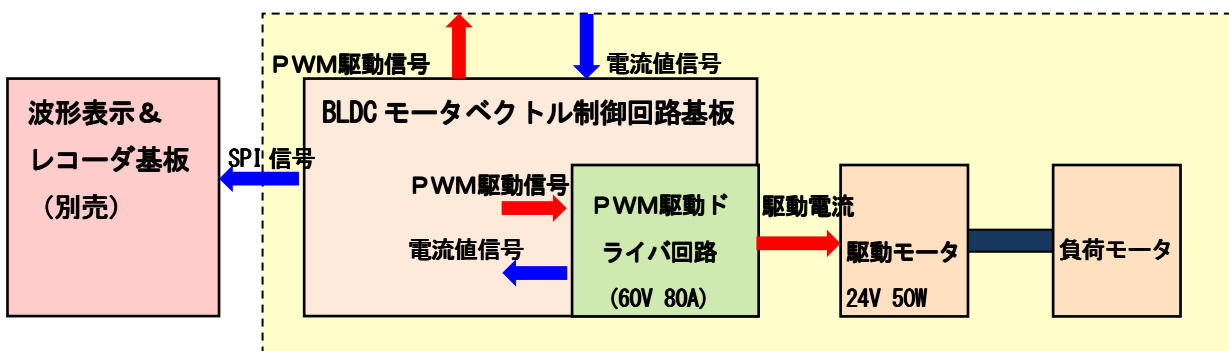 PWM駆動信号
電流値信号
波形表示&
レコーダ基板
(別売)
SPI 信号
BLDC モータベクトル制御回路基板
PWM駆動信号
電流値信号
PWM駆動ド
ライバ回路
(60V 80A)
駆動電流
駆動モータ
24V 50W
負荷モータ